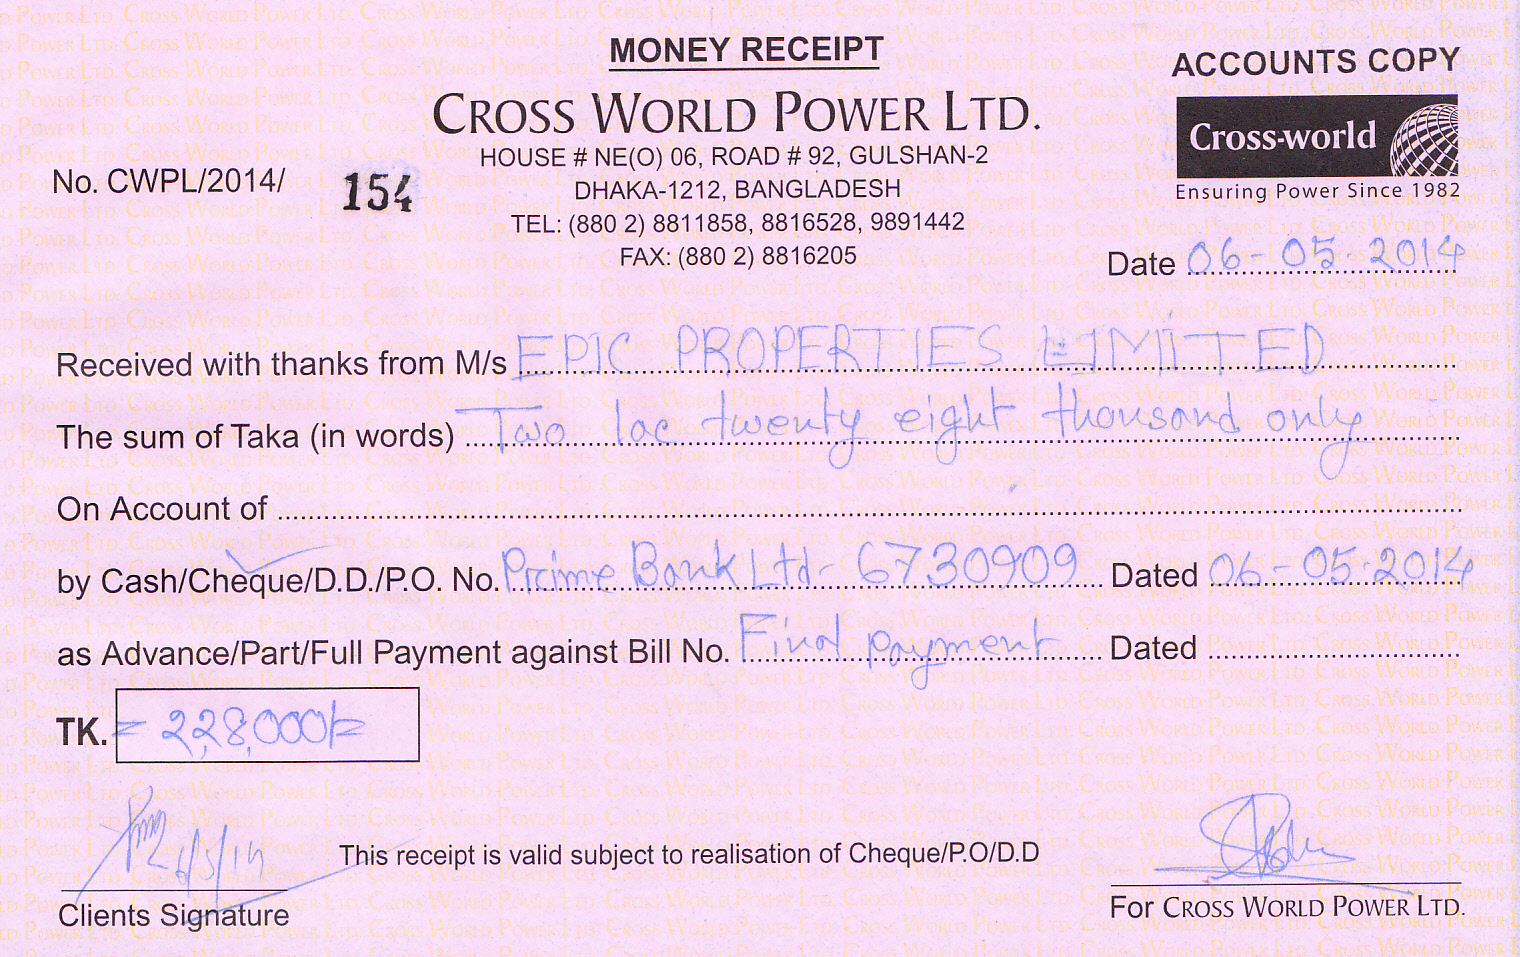 MONEY RECEIPT
ACCOUNTS COPY
CROSS WORLD POWER LTD.
Cross-world
Ensuring Power Since 1982
HOUSE # NE(O) 06, ROAD # 92, GULSHAN-2
DHAKA-1212, BANGLADESH
TEL: (880 2) 8811858, 8816528, 9891442
FAX: (880 2) 8816205
No. CWPL/2014/ 154
Date 06-05-2014
Received with thanks from M/s EPIC PROPERTIES LIMITED
The sum of Taka (in words) Two lac twenty eight thousand only
On Account of
by Cash/Cheque/D.D./P.O. No. Prime Bank Ltd- 6730909 Dated 06-05-2014
as Advance/Part/Full Payment against Bill No. Final payment Dated
TK. = 228,000/=
This receipt is valid subject to realisation of Cheque/P.O/D.D
Clients Signature
For CROSS WORLD POWER LTD.